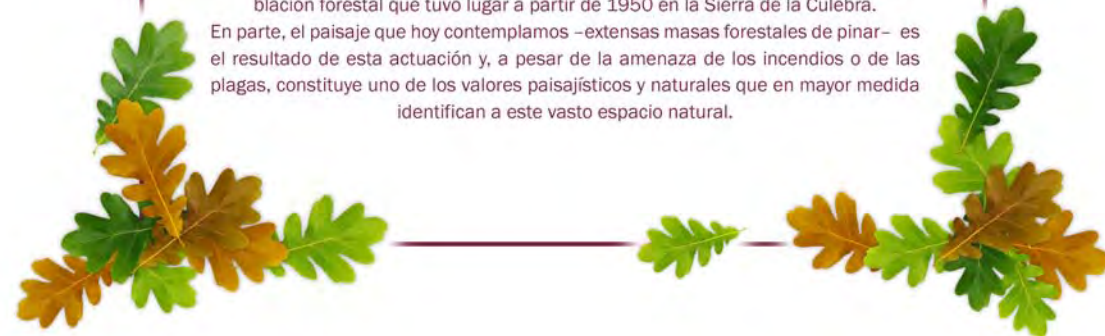 blación forestal que tuvo lugar a partir de 1950 en la Sierra de la Culebra.
En parte, el paisaje que hoy contemplamos –extensas masas forestales de pinar– es
el resultado de esta actuación y, a pesar de la amenaza de los incendios o de las
plagas, constituye uno de los valores paisajísticos y naturales que en mayor medida
identifican a este vasto espacio natural.